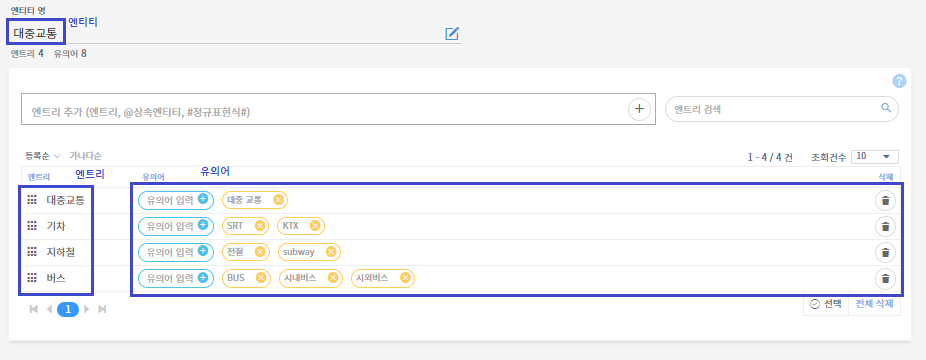 엔티티 명
엔티티
대중교통
엔트리 4 유의어 8
?
엔트리 추가 (엔트리, @상속엔티티, #정규표현식#)
엔트리 검색
등록순 가나다순
1 - 4 / 4 건 조회건수 10
엔트리 엔트리 유의어 유의어 삭제
대중교통 유의어 입력 대중 교통
기차 유의어 입력 SRT KTX
지하철 유의어 입력 전철 subway
버스 유의어 입력 BUS 시내버스 시외버스
1
선택 전체 삭제